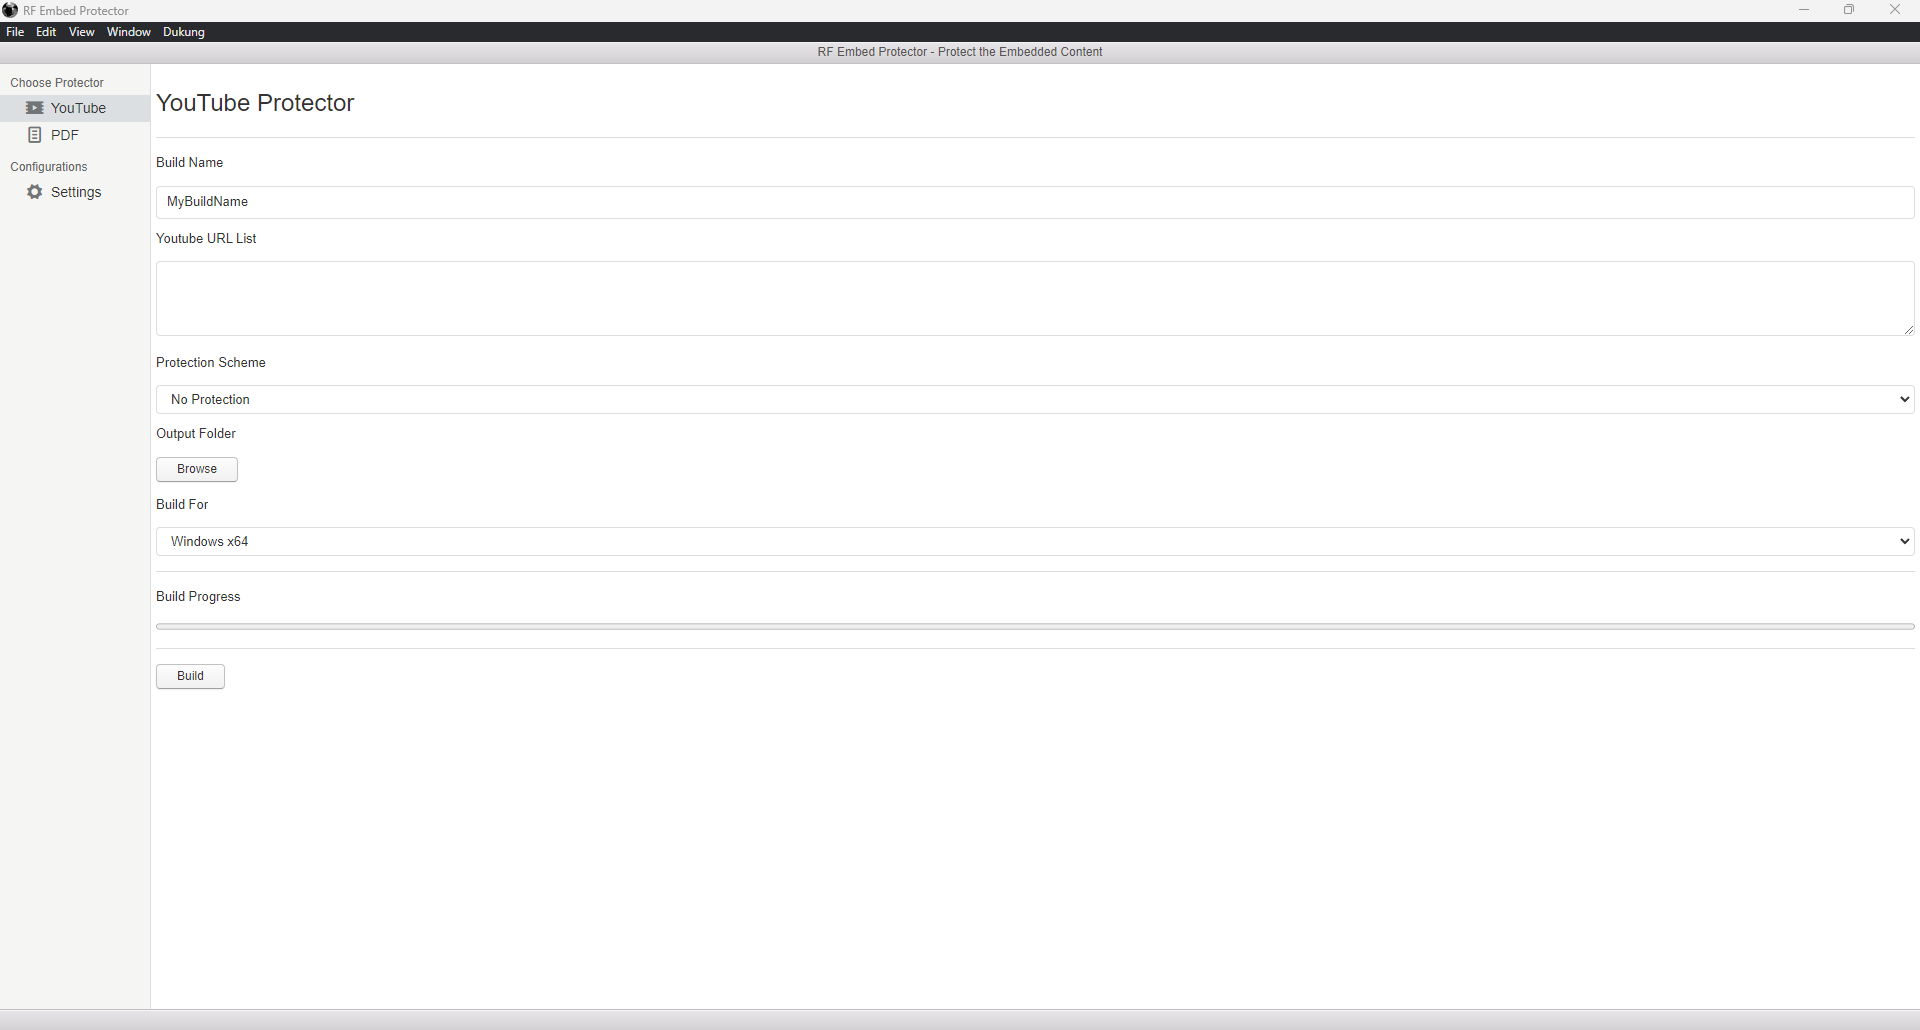 RF Embed Protector
File Edit View Window Dukung
RF Embed Protector - Protect the Embedded Content
Choose Protector
YouTube
PDF
Configurations
Settings
YouTube Protector
Build Name
MyBuildName
Youtube URL List
Protection Scheme
No Protection
Output Folder
Browse
Build For
Windows x64
Build Progress
Build